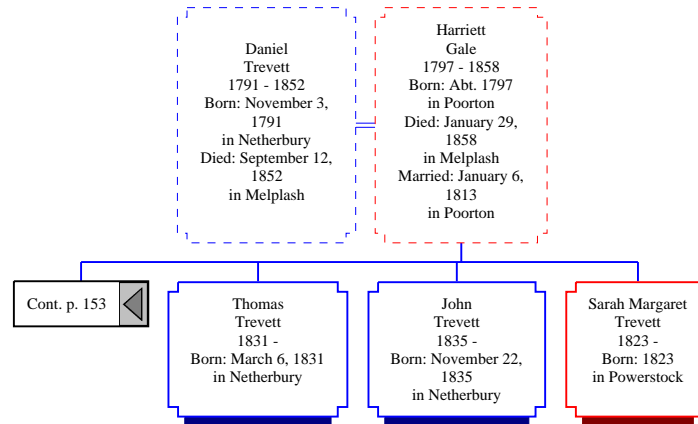 Daniel
Trevett
1791 - 1852
Born: November 3,
1791
in Netherbury
Died: September 12,
1852
in Melplash
Harriett
Gale
1797 - 1858
Born: Abt. 1797
in Poorton
Died: January 29,
1858
in Melplash
Married: January 6,
1813
in Poorton
Cont. p. 153
Thomas
Trevett
1831 -
Born: March 6, 1831
in Netherbury
John
Trevett
1835 -
Born: November 22,
1835
in Netherbury
Sarah Margaret
Trevett
1823 -
Born: 1823
in Powerstock